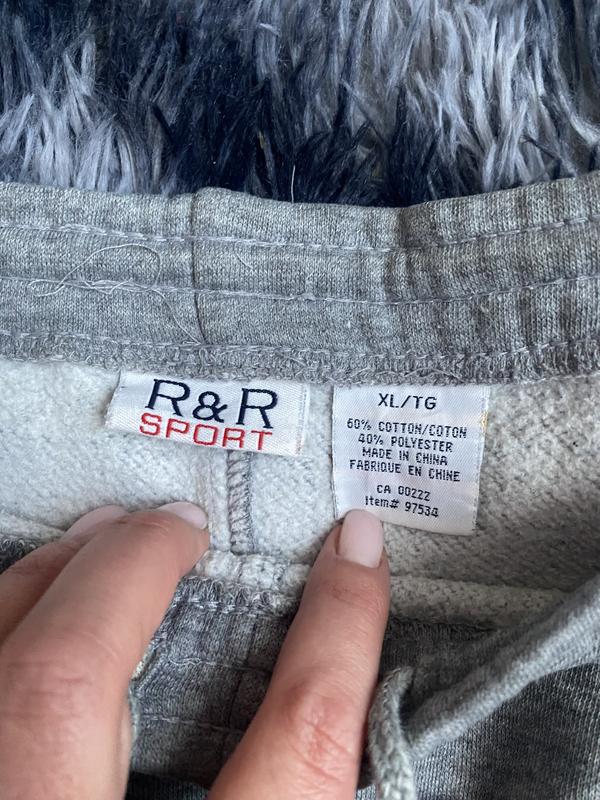 R&R
SPORT
XL/TG
60% COTTON/COTON
40% POLYESTER
MADE IN CHINA
FABRIQUE EN CHINE
CA 00222
Item# 97534